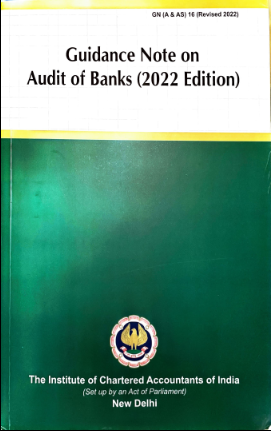 GN (A & AS) 16 (Revised 2022)
Guidance Note on
Audit of Banks (2022 Edition)
The Institute of Chartered Accountants of India
(Set up by an Act of Parliament)
New Delhi